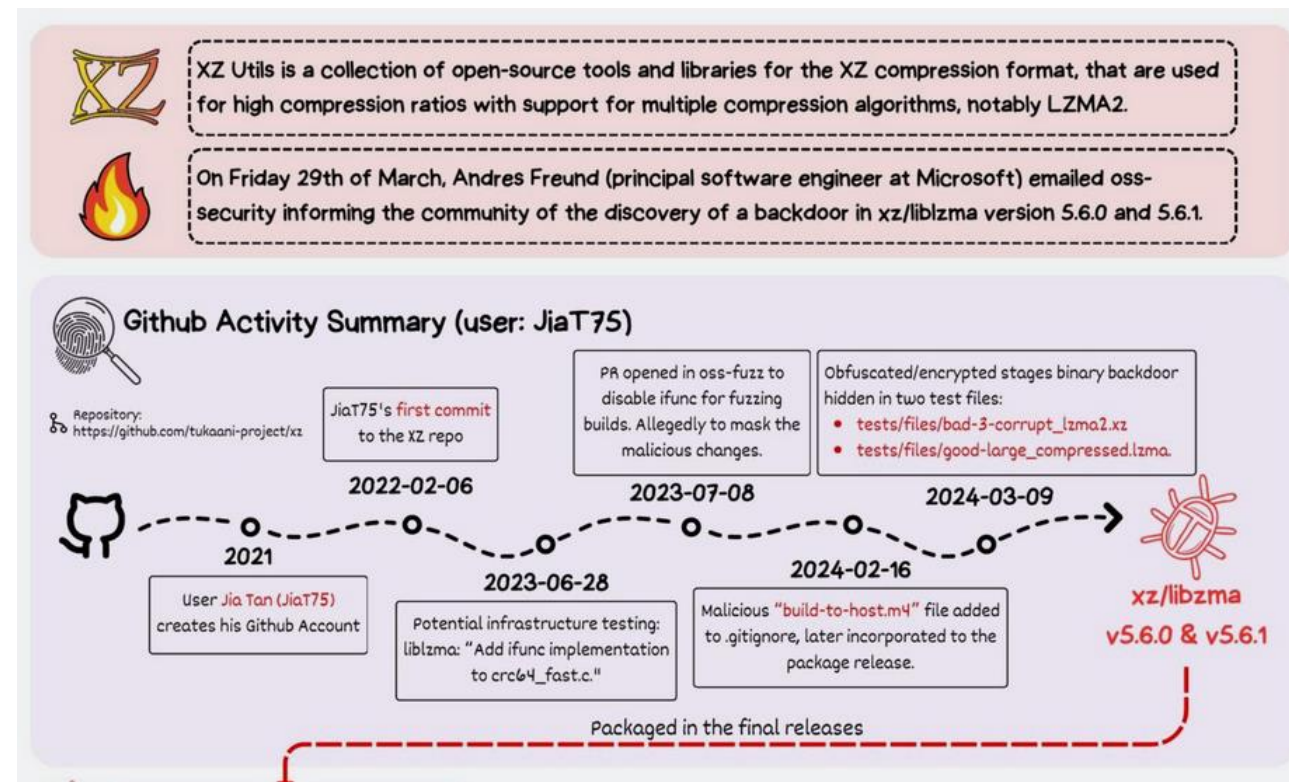 XZ
XZ Utils is a collection of open-source tools and libraries for the XZ compression format, that are used
for high compression ratios with support for multiple compression algorithms, notably LZMA2.
On Friday 29th of March, Andres Freund (principal software engineer at Microsoft) emailed oss-
security informing the community of the discovery of a backdoor in xz/liblzma version 5.6.0 and 5.6.1.
Github Activity Summary (user: JiaT75)
Repository:
https://github.com/tukaani-project/xz
JiaT75's first commit
to the XZ repo
2022-02-06
PR opened in oss-fuzz to
disable ifunc for fuzzing
builds. Allegedly to mask the
malicious changes.
2023-07-08
Obfuscated/encrypted stages binary backdoor
hidden in two test files:
• tests/files/bad-3-corrupt_lzma2.xz
• tests/files/good-large_compressed.lzma
2024-03-09
2021
User Jia Tan (JiaT75)
creates his Github Account
2023-06-28
Potential infrastructure testing:
liblzma: “Add ifunc implementation
to crc64_fast.c."
2024-02-16
Malicious “build-to-host.m4” file added
to .gitignore, later incorporated to the
package release.
xz/libzma
v5.6.0 & v5.6.1
Packaged in the final releases